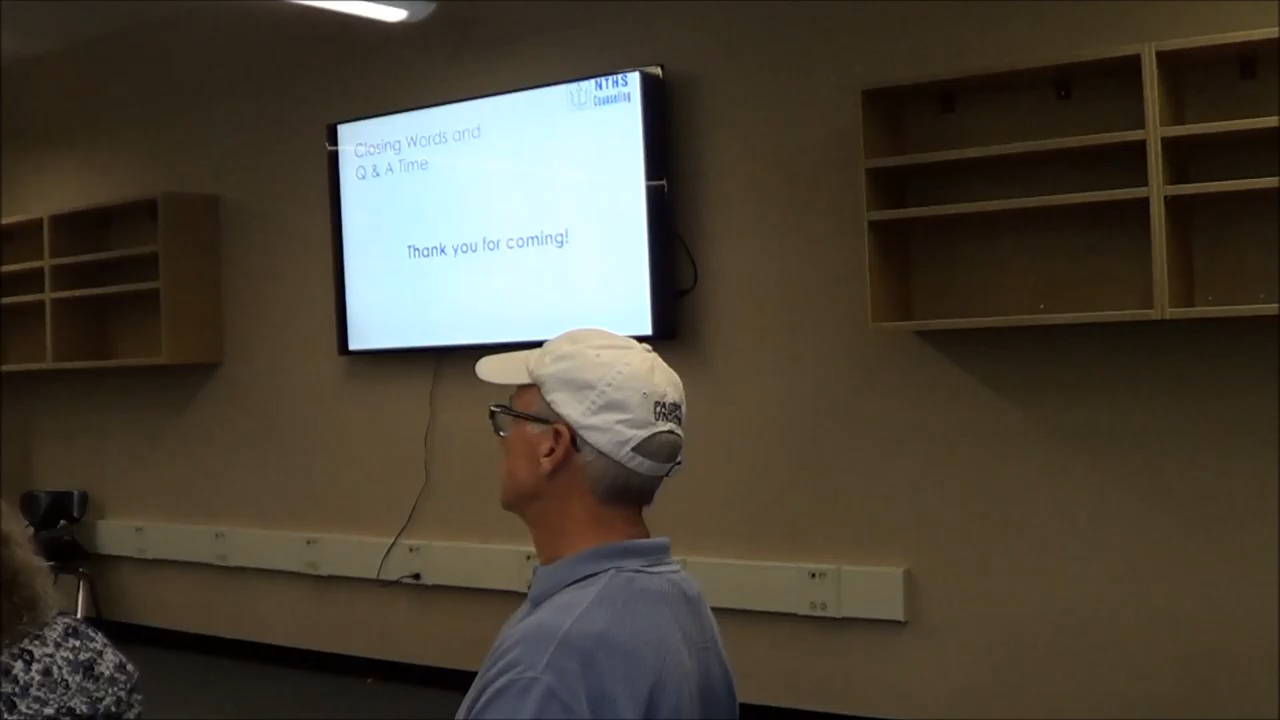 NTHS
Counseling
Closing Words and
Q & A Time
Thank you for coming!